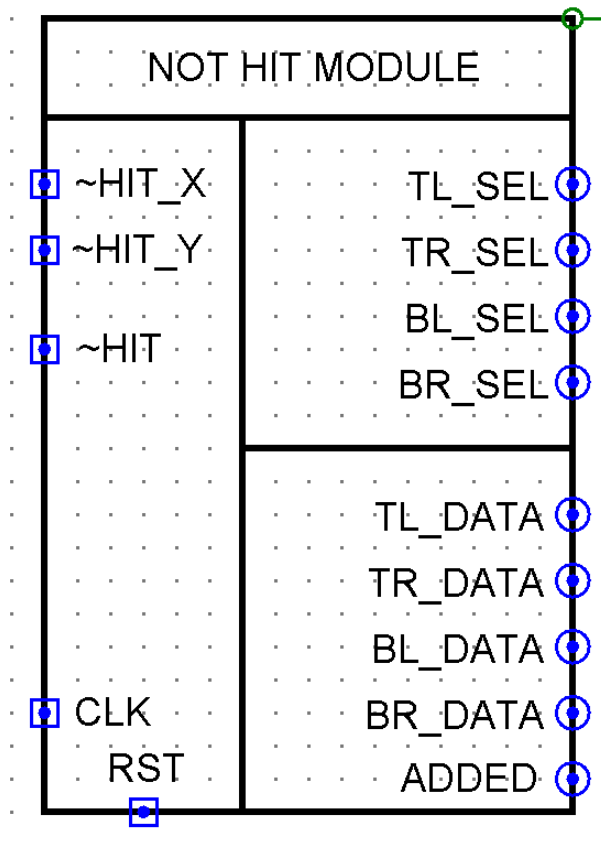 NOT HIT MODULE
~HIT_X
~HIT_Y
~HIT
CLK
RST
TL_SEL
TR_SEL
BL_SEL
BR_SEL
TL_DATA
TR_DATA
BL_DATA
BR_DATA
ADDED